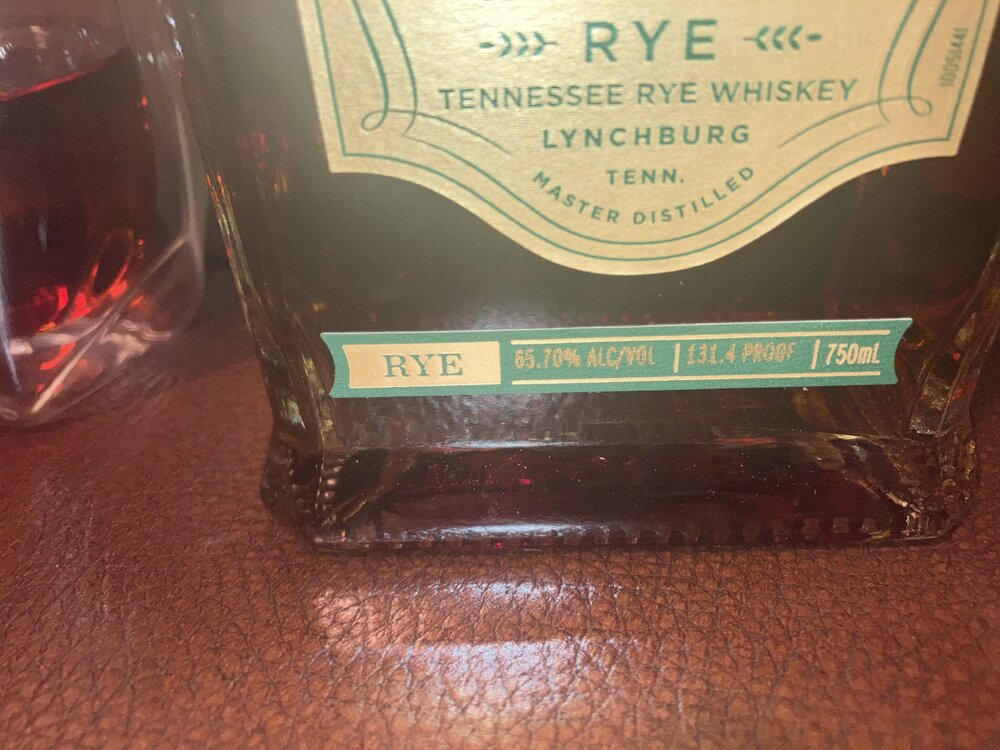 RYE
TENNESSEE RYE WHISKEY
LYNCHBURG
TENN.
MASTER DISTILLED
RYE 65.70% ALC/VOL | 131.4 PROOF | 750mL